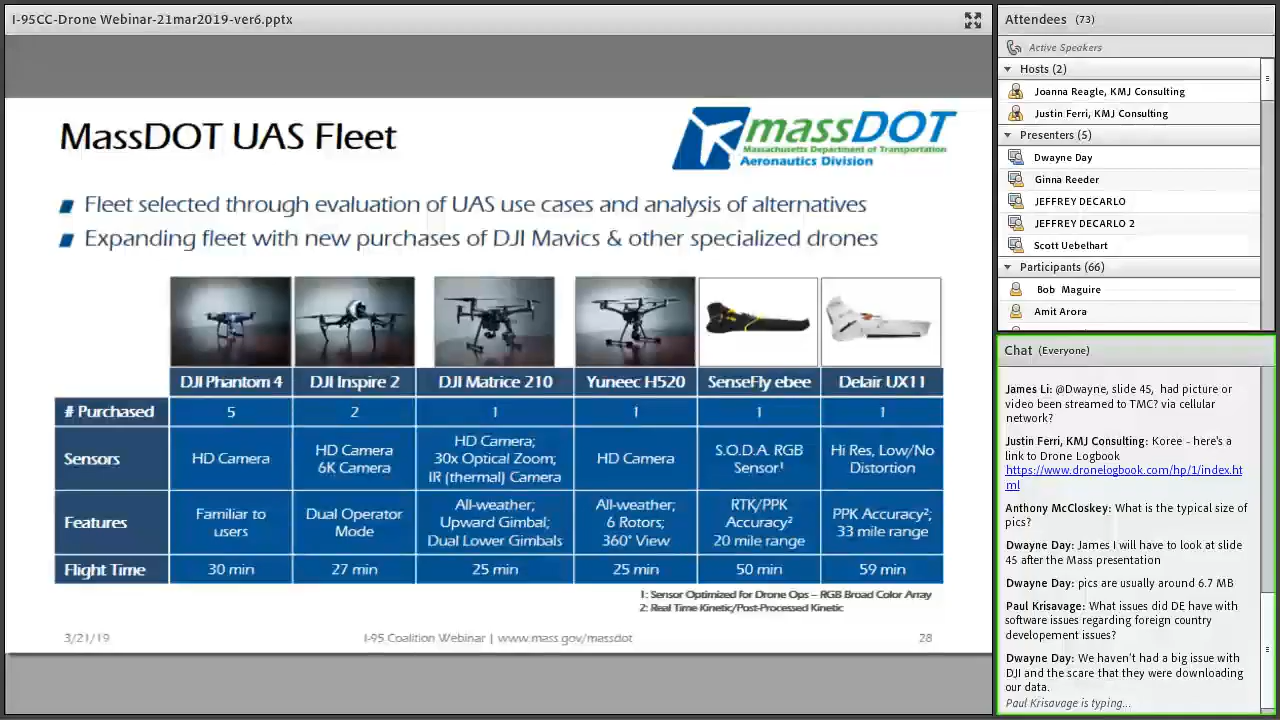 I-95CC-Drone Webinar-21mar2019-ver6.pptx
MassDOT UAS Fleet
massDOT
Massachusetts Department of Transportation
Aeronautics Division
Fleet selected through evaluation of UAS use cases and analysis of alternatives
Expanding fleet with new purchases of DJI Mavics & other specialized drones
DJI Phantom 4 DJI Inspire 2 DJI Matrice 210 Yuneec H520 SenseFly ebee Delair UX11
# Purchased 5 2 1 1 1 1
Sensors
HD Camera
HD Camera
6K Camera
HD Camera;
30x Optical Zoom;
IR (thermal) Camera
HD Camera
S.O.D.A. RGB
Sensor¹
Hi Res, Low/No
Distortion
Features
Familiar to
users
Dual Operator
Mode
All-weather;
Upward Gimbal;
Dual Lower Gimbals
All-weather;
6 Rotors;
360° View
RTK/PPK
Accuracy²
20 mile range
PPK Accuracy²;
33 mile range
Flight Time 30 min 27 min 25 min 25 min 50 min 59 min
1: Sensor Optimized for Drone Ops – RGB Broad Color Array
2: Real Time Kinetic/Post-Processed Kinetic
3/21/19 I-95 Coalition Webinar | www.mass.gov/massdot 28
Attendees (73)
Active Speakers
Hosts (2)
Joanna Reagle, KMJ Consulting
Justin Ferri, KMJ Consulting
Presenters (5)
Dwayne Day
Ginna Reeder
JEFFREY DECARLO
JEFFREY DECARLO 2
Scott Uebelhart
Participants (66)
Bob Maguire
Amit Arora
Chat (Everyone)
James Li: @Dwayne, slide 45, had picture or
video been streamed to TMC? via cellular
network?
Justin Ferri, KMJ Consulting: Koree - here's a
link to Drone Logbook
https://www.dronelogbook.com/hp/1/index.ht
ml
Anthony McCloskey: What is the typical size of
pics?
Dwayne Day: James I will have to look at slide
45 after the Mass presentation
Dwayne Day: pics are usually around 6.7 MB
Paul Krisavage: What issues did DE have with
software issues regarding foreign country
developement issues?
Dwayne Day: We haven't had a big issue with
DJI and the scare that they were downloading
our data.
Paul Krisavage is typing...